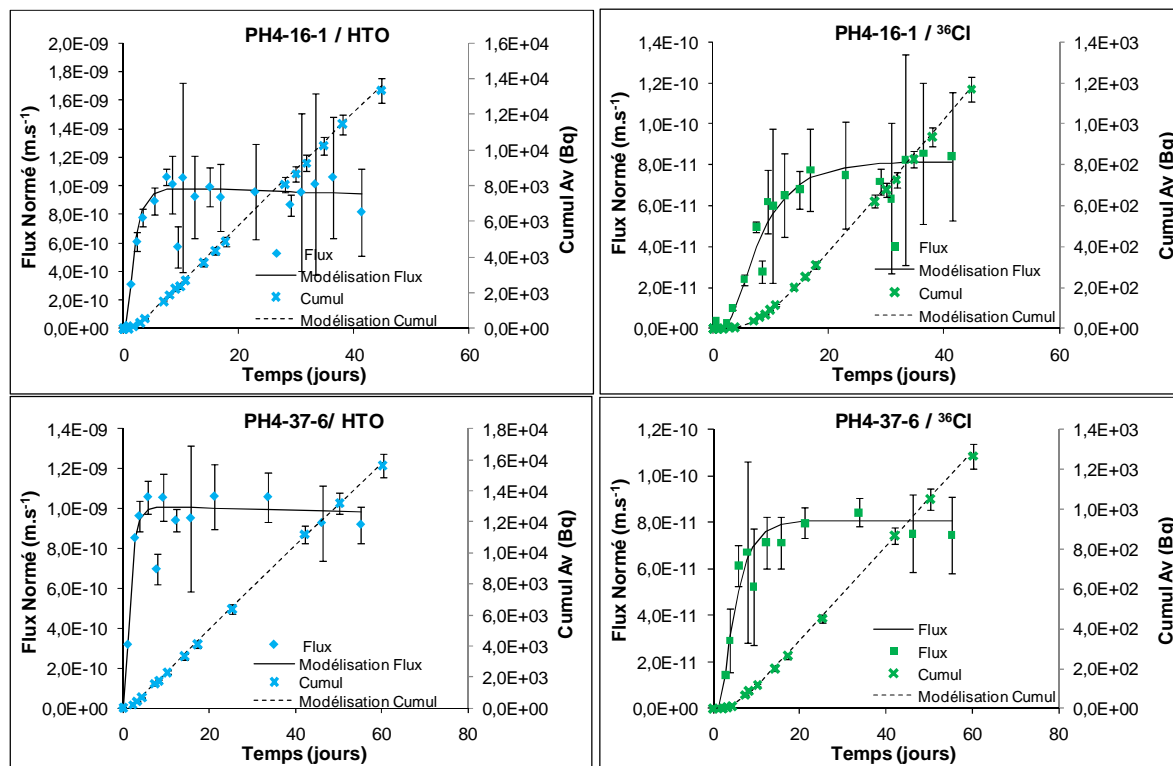 PH4-16-1 / HTO
Flux Normé (m.s⁻¹)
2,0E-09
1,8E-09
1,6E-09
1,4E-09
1,2E-09
1,0E-09
8,0E-10
6,0E-10
4,0E-10
2,0E-10
0,0E+00
1,6E+04
1,4E+04
1,2E+04
1,0E+04
8,0E+03
6,0E+03
4,0E+03
2,0E+03
0,0E+00
Cumul Av (Bq)
Flux
Modélisation Flux
Cumul
Modélisation Cumul
0 20 40 60
Temps (jours)
PH4-16-1 / ³⁶Cl
Flux Normé (m.s⁻¹)
1,4E-10
1,2E-10
1,0E-10
8,0E-11
6,0E-11
4,0E-11
2,0E-11
0,0E+00
1,4E+03
1,2E+03
1,0E+03
8,0E+02
6,0E+02
4,0E+02
2,0E+02
0,0E+00
Cumul Av (Bq)
Flux
Modélisation Flux
Cumul
Modélisation Cumul
0 10 20 30 40 50 60
Temps (jours)
PH4-37-6/ HTO
Flux Normé (m.s⁻¹)
1,4E-09
1,2E-09
1,0E-09
8,0E-10
6,0E-10
4,0E-10
2,0E-10
0,0E+00
1,8E+04
1,6E+04
1,4E+04
1,2E+04
1,0E+04
8,0E+03
6,0E+03
4,0E+03
2,0E+03
0,0E+00
Cumul Av (Bq)
Flux
Modélisation Flux
Cumul
Modélisation Cumul
0 20 40 60 80
Temps (jours)
PH4-37-6 / ³⁶Cl
Flux Normé (m.s⁻¹)
1,2E-10
1,0E-10
8,0E-11
6,0E-11
4,0E-11
2,0E-11
0,0E+00
1,4E+03
1,2E+03
1,0E+03
8,0E+02
6,0E+02
4,0E+02
2,0E+02
0,0E+00
Cumul Av (Bq)
Flux
Flux
Cumul
Modélisation Cumul
0 20 40 60 80
Temps (jours)